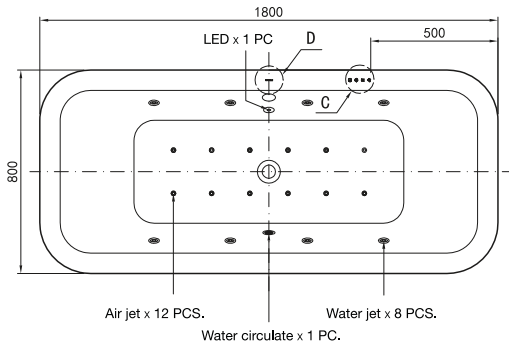 1800
LED x 1 PC
D
500
C
800
Air jet x 12 PCS.
Water jet x 8 PCS.
Water circulate x 1 PC.